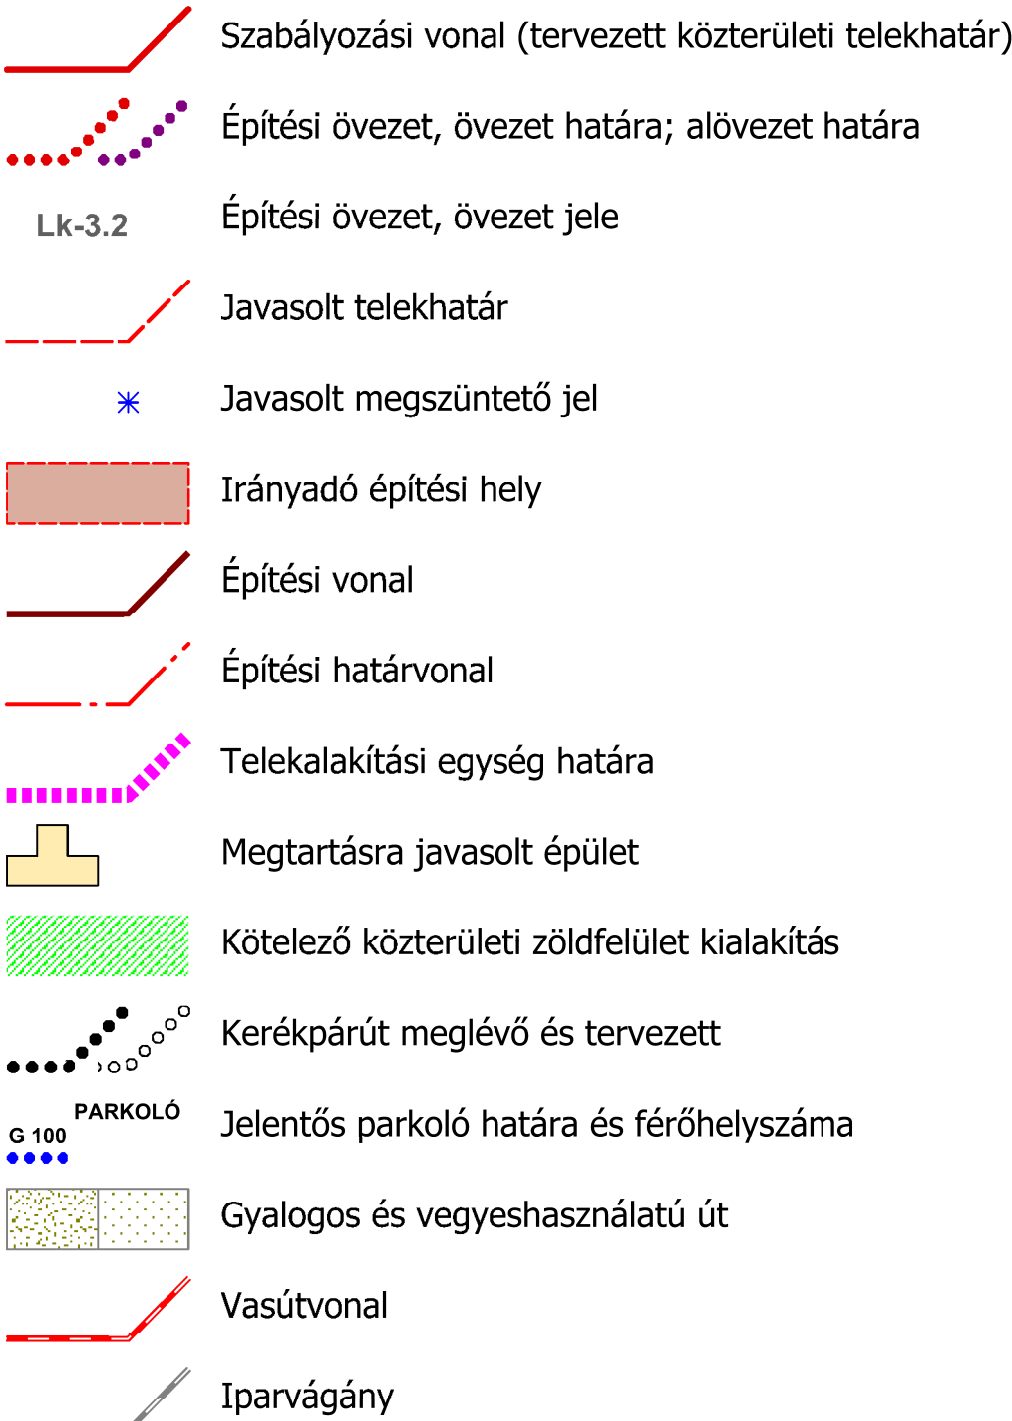 Szabályozási vonal (tervezett közterületi telekhatár)
Építési övezet, övezet határa; alövezet határa
Lk-3.2 Építési övezet, övezet jele
Javasolt telekhatár
Javasolt megszüntető jel
Irányadó építési hely
Építési vonal
Építési határvonal
Telekalakítási egység határa
Megtartásra javasolt épület
Kötelező közterületi zöldfelület kialakítás
Kerékpárút meglévő és tervezett
PARKOLÓ
G 100
Jelentős parkoló határa és férőhelyszáma
Gyalogos és vegyeshasználatú út
Vasútvonal
Iparvágány